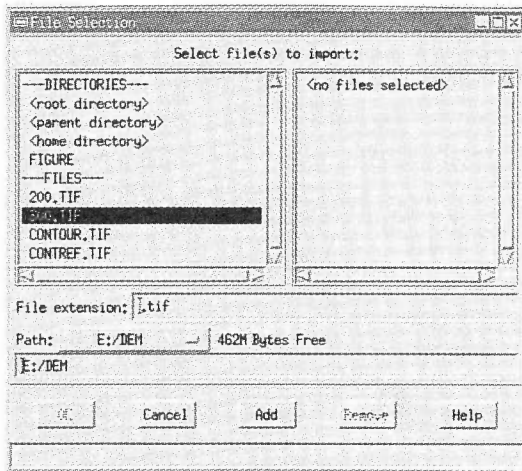 File Selection
Select file(s) to import:
---DIRECTORIES---
<root directory>
<parent directory>
<home directory>
FIGURE
---FILES---
200.TIF
CONTOUR.TIF
CONTREF.TIF
<no files selected>
File extension: .tif
Path: E:/DEM 462M Bytes Free
E:/DEM
OK Cancel Add Remove Help